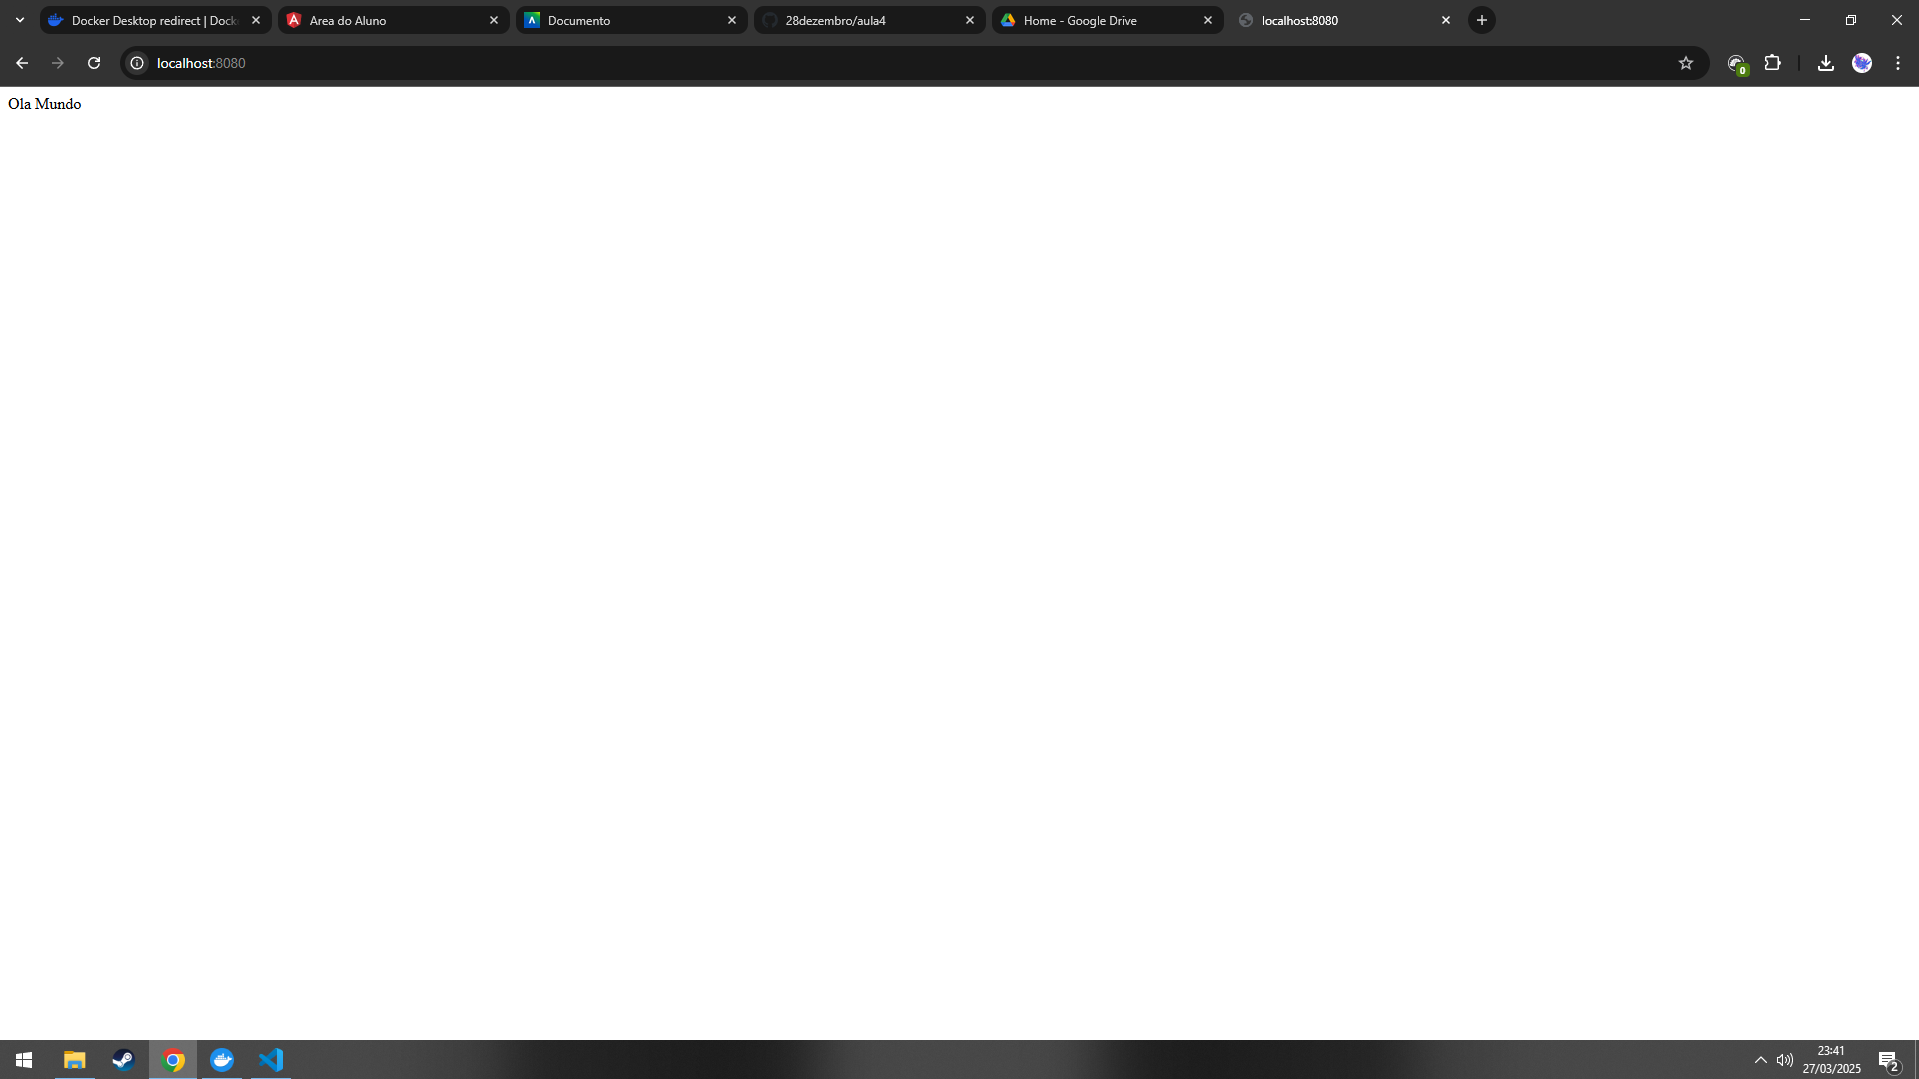 Docker Desktop redirect | Dock
Area do Aluno
Documento
28dezembro/aula4
Home - Google Drive
localhost:8080
localhost:8080
0
Ola Mundo
23:41
27/03/2025
2